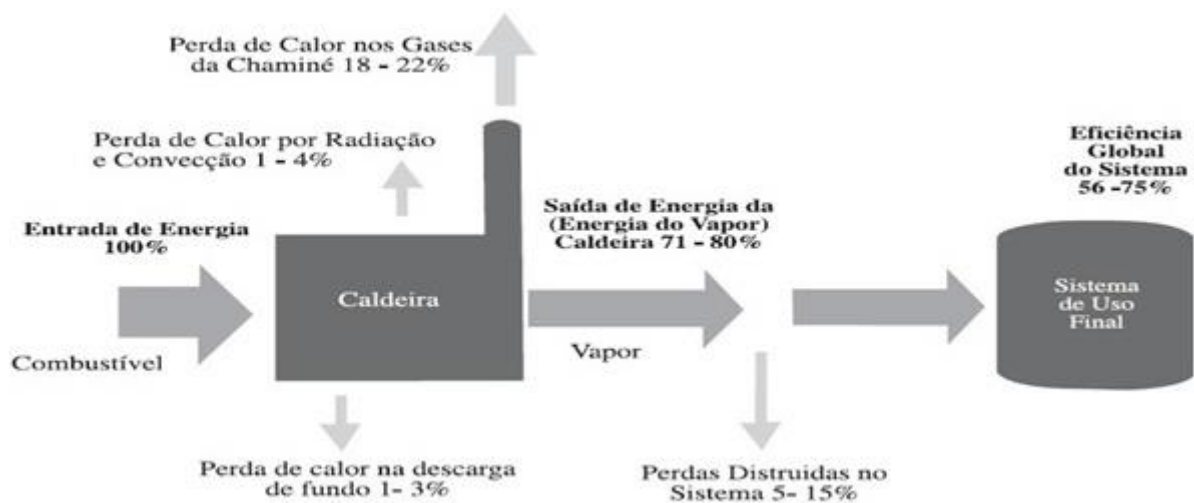 Perda de Calor nos Gases
da Chaminé 18 - 22%
Perda de Calor por Radiação
e Convecção 1 - 4%
Entrada de Energia
100%
Combustível
Caldeira
Perda de calor na descarga
de fundo 1- 3%
Saída de Energia da
(Energia do Vapor)
Caldeira 71 - 80%
Vapor
Perdas Distruidas no
Sistema 5- 15%
Eficiência
Global
do Sistema
56 -75%
Sistema
de Uso
Final